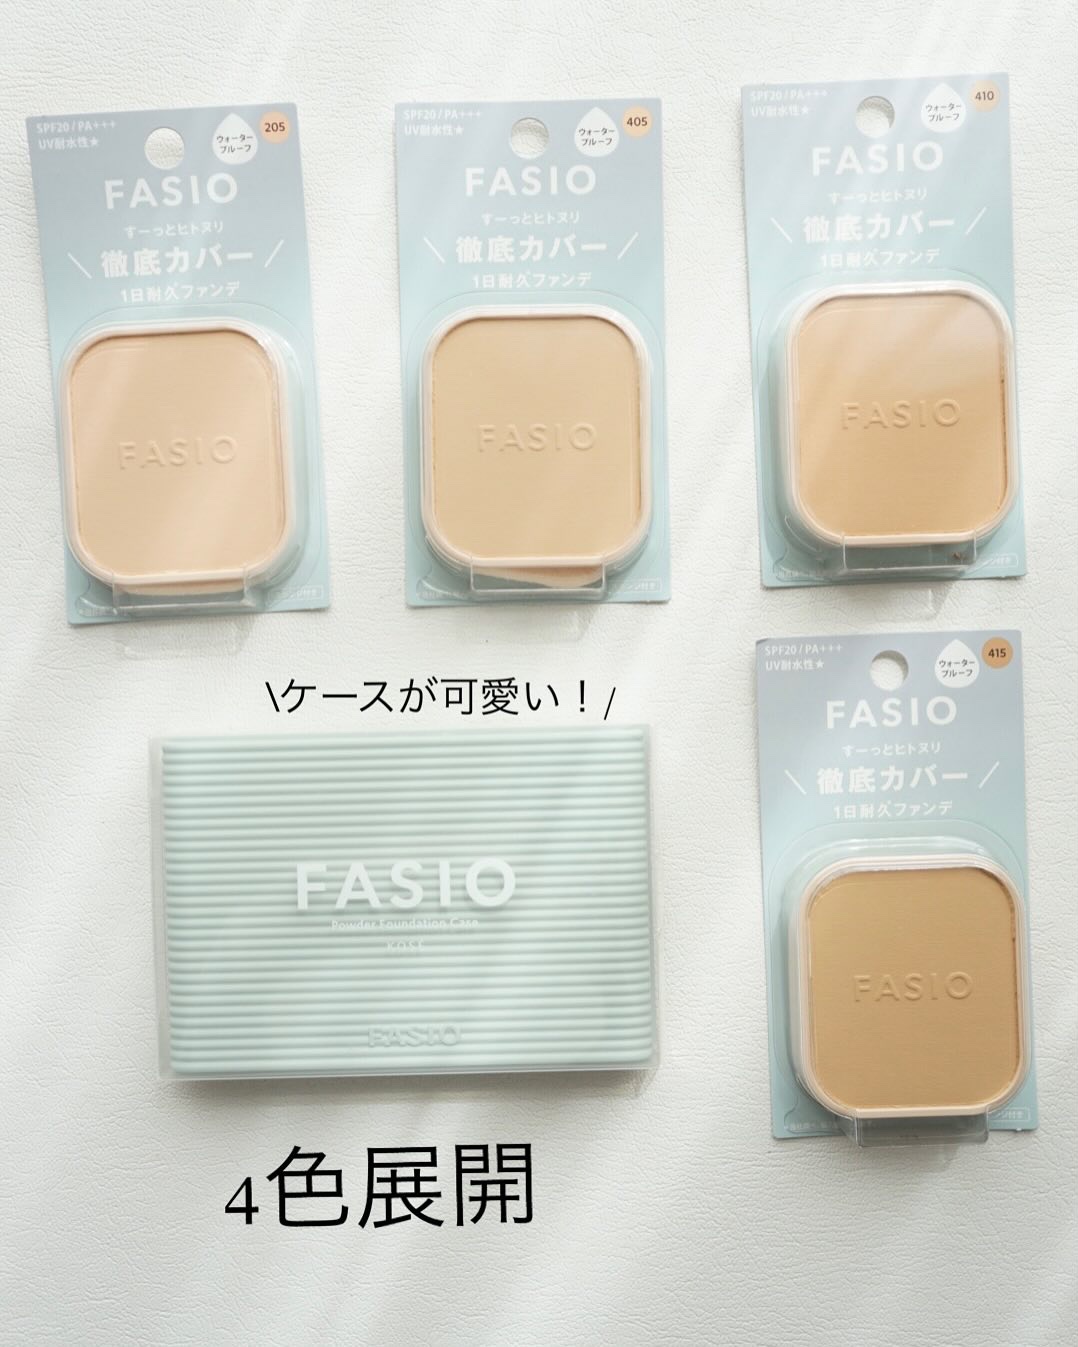 SPF20 / PA+++
UV耐水性★
ウォーター
プルーフ
205
FASIO
すーっとヒトヌリ
\ 徹底カバー /
1日耐久ファンデ
FASIO
SPF20 / PA+++
UV耐水性★
ウォーター
プルーフ
405
FASIO
すーっとヒトヌリ
\ 徹底カバー /
1日耐久ファンデ
FASIO
SPF20 / PA+++
UV耐水性★
ウォーター
プルーフ
410
FASIO
すーっとヒトヌリ
\ 徹底カバー /
1日耐久ファンデ
FASIO
\ケースが可愛い！/
FASIO
Powder Foundation Case
KOSÉ
FASIO
SPF20 / PA+++
UV耐水性★
ウォーター
プルーフ
415
FASIO
すーっとヒトヌリ
\ 徹底カバー /
1日耐久ファンデ
FASIO
4色展開